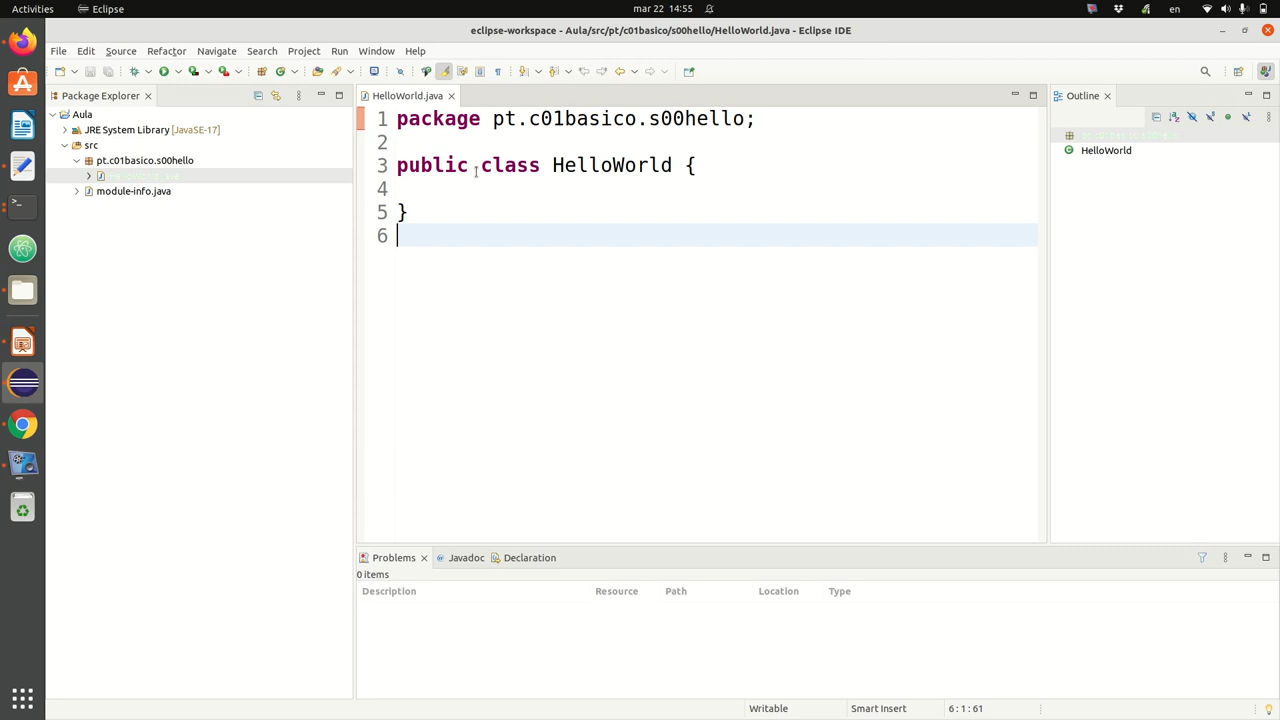 Activities
Eclipse
mar 22 14:55
en
eclipse-workspace - Aula/src/pt/c01basico/s00hello/HelloWorld.java - Eclipse IDE
File Edit Source Refactor Navigate Search Project Run Window Help
Package Explorer
HelloWorld.java
Outline
Aula
JRE System Library [JavaSE-17]
src
pt.c01basico.s00hello
HelloWorld.java
module-info.java
1 package pt.c01basico.s00hello;
2
3 public class HelloWorld {
4
5 }
6
HelloWorld
Problems Javadoc Declaration
0 items
Description Resource Path Location Type
Writable Smart Insert 6 : 1 : 61